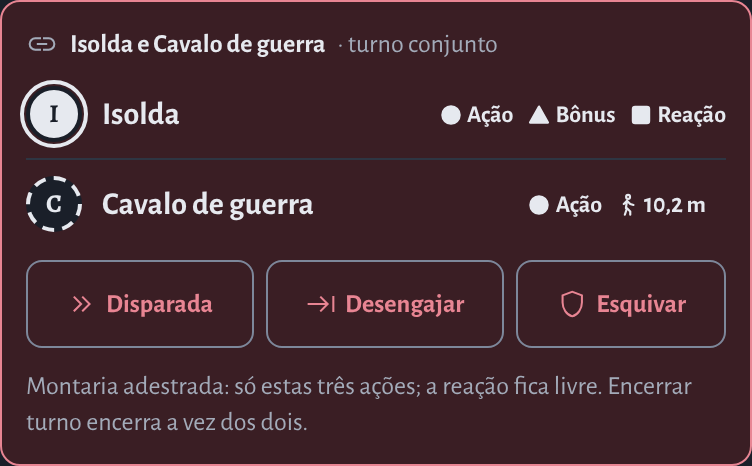 Isolda e Cavalo de guerra · turno conjunto
I Isolda Ação Bônus Reação
C Cavalo de guerra Ação 10,2 m
Disparada Desengajar Esquivar
Montaria adestrada: só estas três ações; a reação fica livre. Encerrar
turno encerra a vez dos dois.